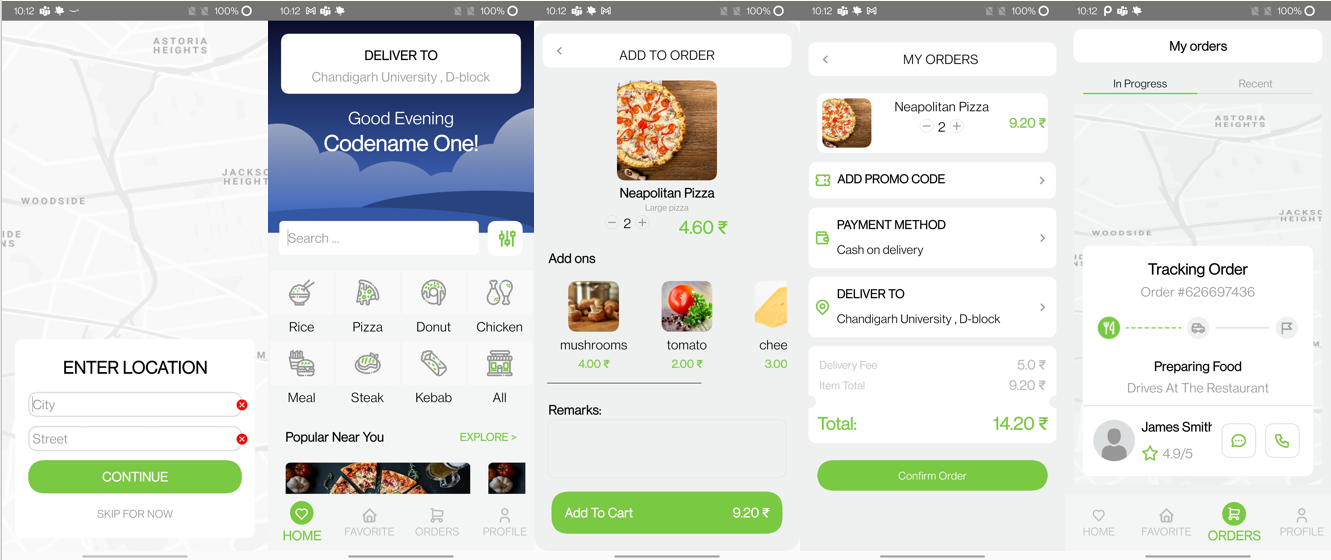 10:12
100%
ASTORIA
HEIGHTS
JACKSO
HEIGHT
WOODSIDE
IDE
NS
ENTER LOCATION
City
Street
CONTINUE
SKIP FOR NOW
10:12
100%
DELIVER TO
Chandigarh University , D-block
Good Evening
Codename One!
Search ...
Rice
Pizza
Donut
Chicken
Meal
Steak
Kebab
All
Popular Near You
EXPLORE >
HOME
FAVORITE
ORDERS
PROFILE
10:12
100%
ADD TO ORDER
Neapolitan Pizza
Large pizza
2
4.60 ₹
Add ons
mushrooms
4.00 ₹
tomato
2.00 ₹
chee
3.00
Remarks:
Add To Cart
9.20 ₹
10:12
100%
MY ORDERS
Neapolitan Pizza
2
9.20 ₹
ADD PROMO CODE
PAYMENT METHOD
Cash on delivery
DELIVER TO
Chandigarh University , D-block
Delivery Fee
5.0 ₹
Item Total
9.20 ₹
Total:
14.20 ₹
Confirm Order
10:12
100%
My orders
In Progress
Recent
ASTORIA
HEIGHTS
JACKSO
HEIGHT
WOODSIDE
Tracking Order
Order #626697436
Preparing Food
Drives At The Restaurant
James Smith
4.9/5
HOME
FAVORITE
ORDERS
PROFILE